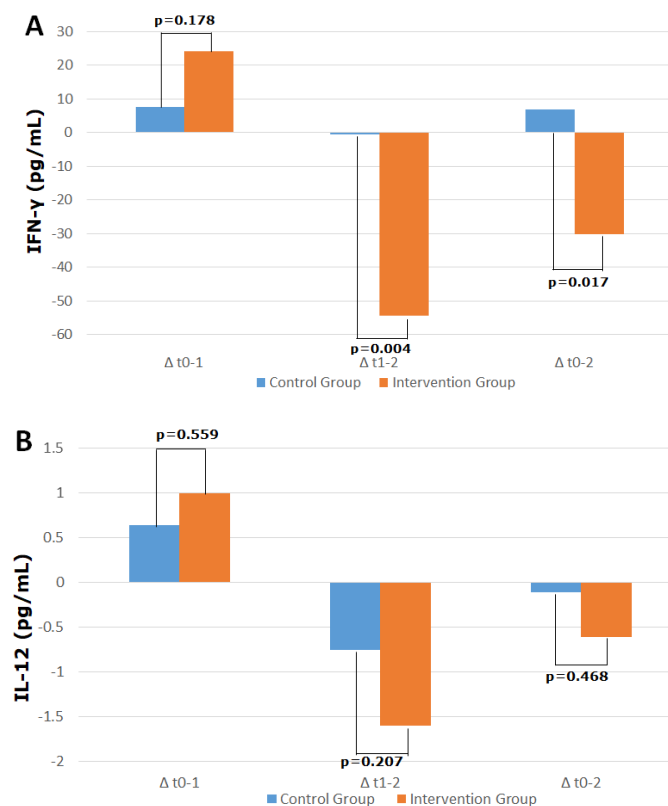 A
p=0.178
30
20
10
0
-10
-20
-30
-40
-50
-60
IFN-γ (pg/mL)
p=0.017
p=0.004
Δ t0-1
Δ t1-2
Δ t0-2
Control Group
Intervention Group
B
p=0.559
1.5
1
0.5
0
-0.5
-1
-1.5
-2
IL-12 (pg/mL)
p=0.468
p=0.207
Δ t0-1
Δ t1-2
Δ t0-2
Control Group
Intervention Group